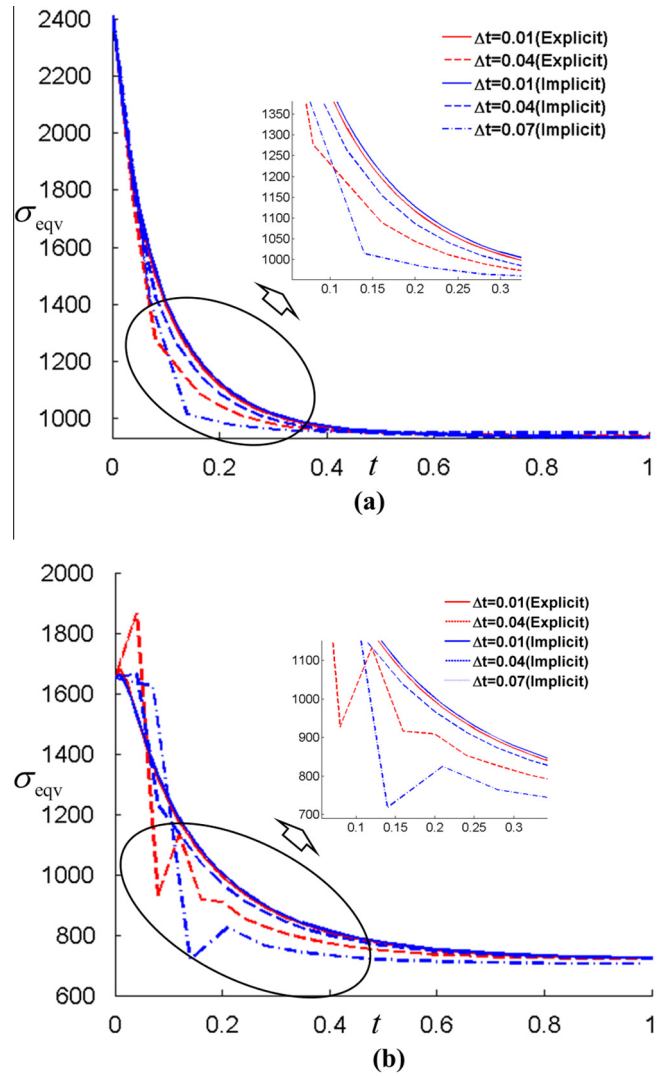 2400
2200
2000
1800
1600
1400
1200
1000
σeqv
Δt=0.01(Explicit)
Δt=0.04(Explicit)
Δt=0.01(Implicit)
Δt=0.04(Implicit)
Δt=0.07(Implicit)
1350
1300
1250
1200
1150
1100
1050
1000
0.1 0.15 0.2 0.25 0.3
0 0.2 0.4 t 0.6 0.8 1
(a)
2000
1800
1600
1400
1200
1000
800
600
σeqv
Δt=0.01(Explicit)
Δt=0.04(Explicit)
Δt=0.01(Implicit)
Δt=0.04(Implicit)
Δt=0.07(Implicit)
1100
1000
900
800
700
0.1 0.15 0.2 0.25 0.3
0 0.2 0.4 t 0.6 0.8 1
(b)